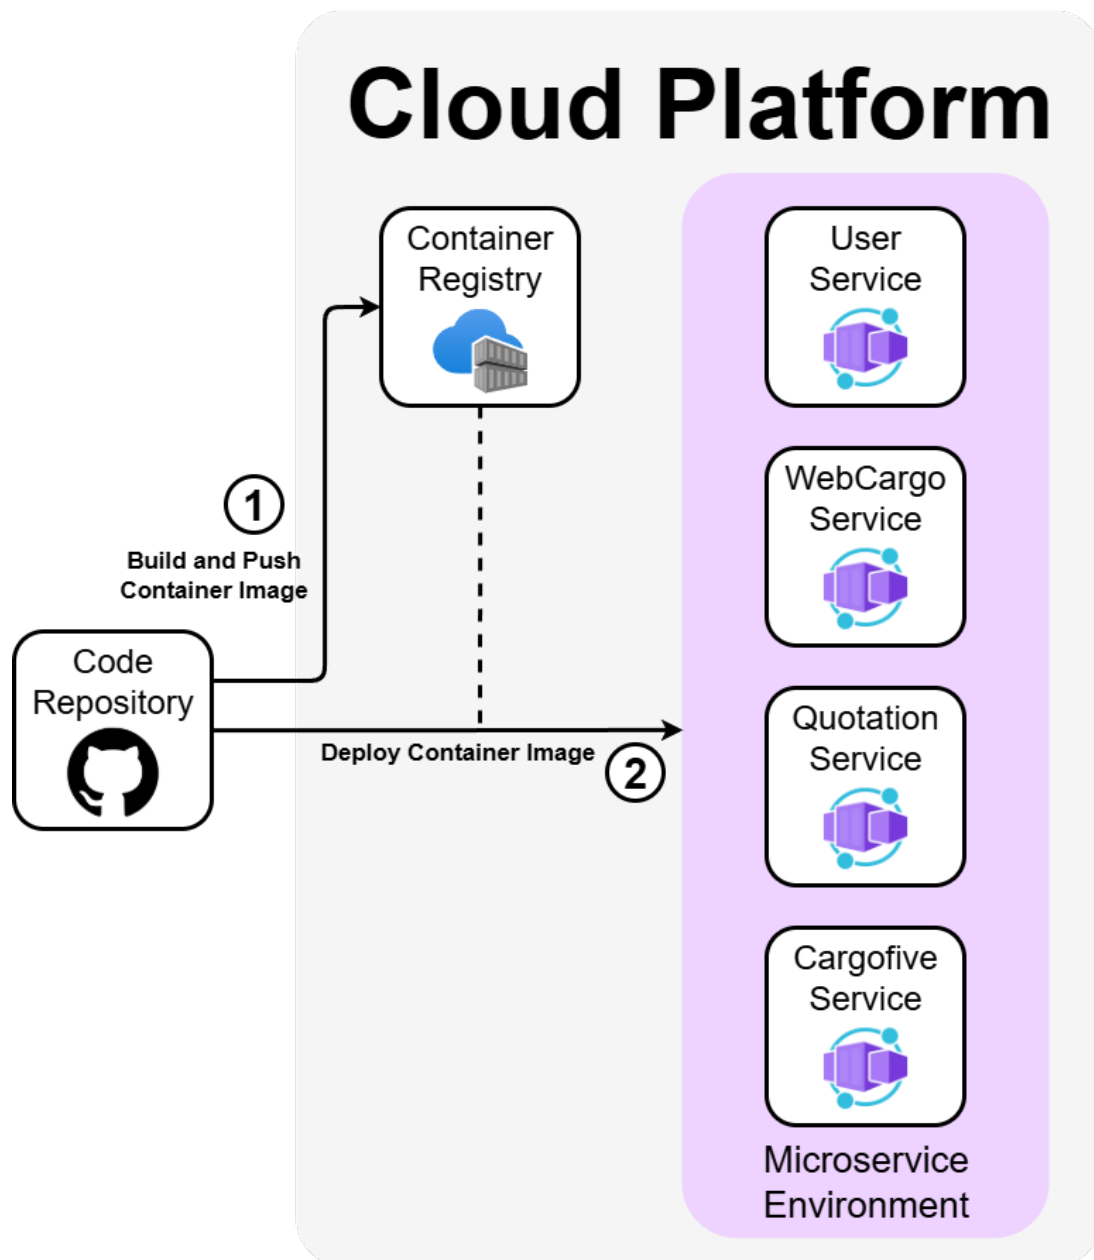 Cloud Platform
Container
Registry
User
Service
WebCargo
Service
1
Build and Push
Container Image
Code
Repository
Deploy Container Image
2
Quotation
Service
Cargofive
Service
Microservice
Environment